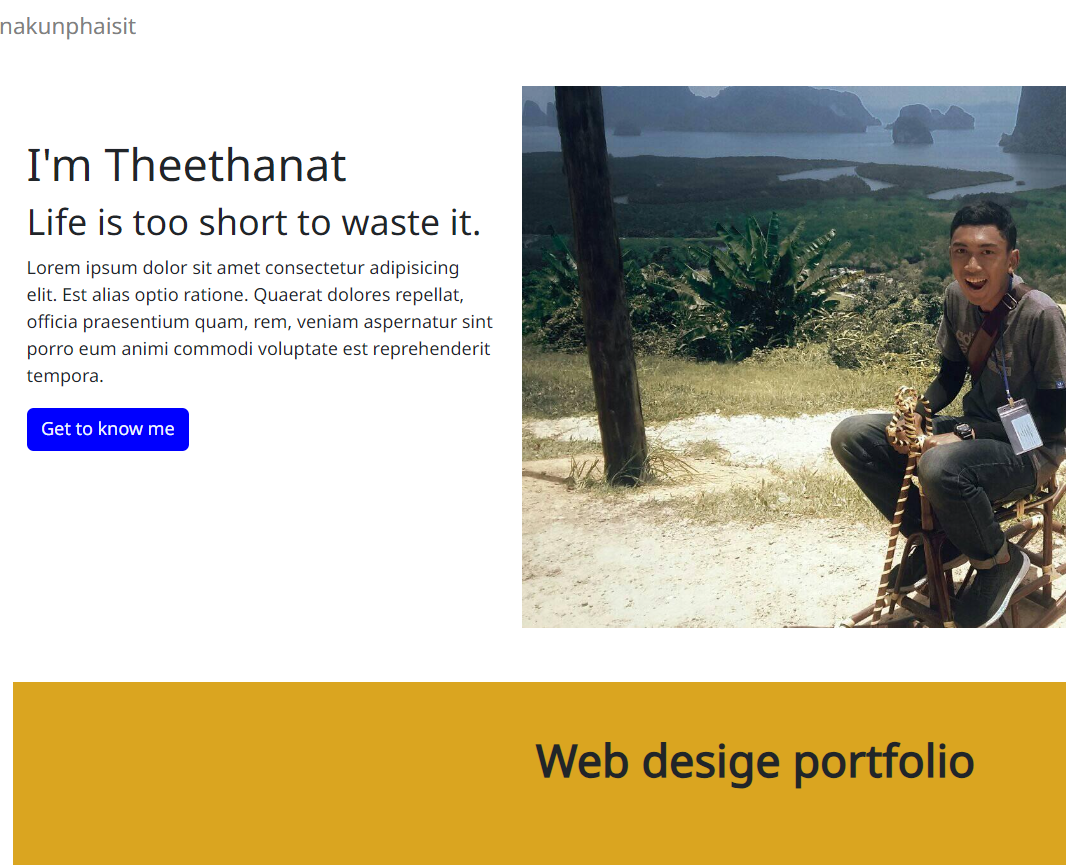 nakunphaisit
I'm Theethanat
Life is too short to waste it.
Lorem ipsum dolor sit amet consectetur adipisicing
elit. Est alias optio ratione. Quaerat dolores repellat,
officia praesentium quam, rem, veniam aspernatur sint
porro eum animi commodi voluptate est reprehenderit
tempora.
Get to know me
Web desige portfolio